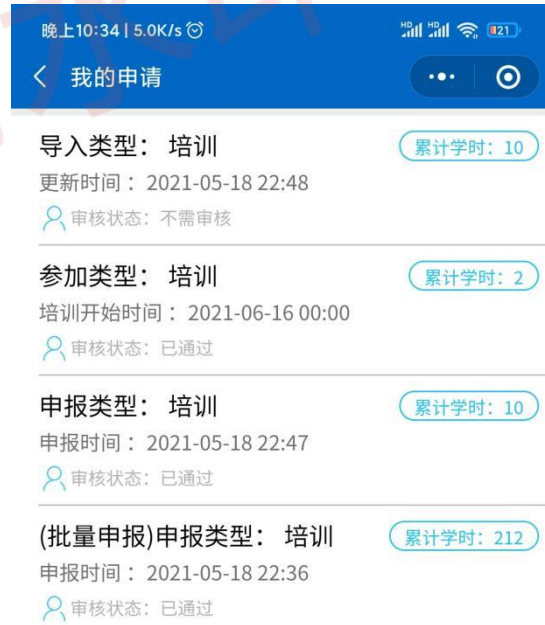 晚上10:34 | 5.0K/s
HD HD 21
我的申请
导入类型： 培训
累计学时：10
更新时间：2021-05-18 22:48
审核状态：不需审核
参加类型： 培训
累计学时：2
培训开始时间：2021-06-16 00:00
审核状态：已通过
申报类型： 培训
累计学时：10
申报时间：2021-05-18 22:47
审核状态：已通过
(批量申报)申报类型： 培训
累计学时：212
申报时间：2021-05-18 22:36
审核状态：已通过